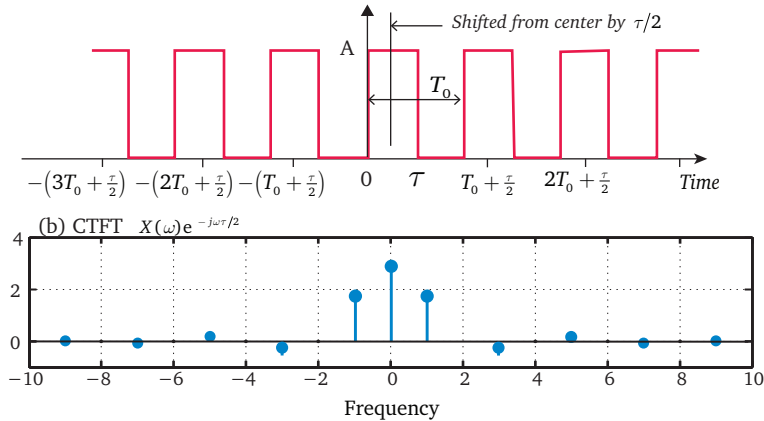 Shifted from center by τ/2
A
T₀
−(3T₀ + τ/2) −(2T₀ + τ/2) −(T₀ + τ/2) 0 τ T₀ + τ/2 2T₀ + τ/2 Time
(b) CTFT X(ω)e^{−jωτ/2}
4
2
0
−10 −8 −6 −4 −2 0 2 4 6 8 10
Frequency